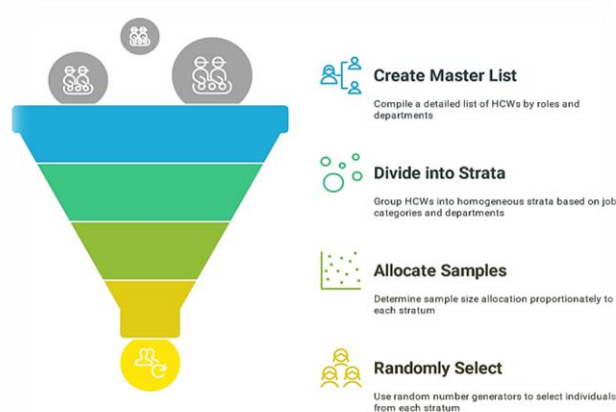 Create Master List
Compile a detailed list of HCWs by roles and
departments
Divide into Strata
Group HCWs into homogeneous strata based on job
categories and departments
Allocate Samples
Determine sample size allocation proportionately to
each stratum
Randomly Select
Use random number generators to select individuals
from each stratum